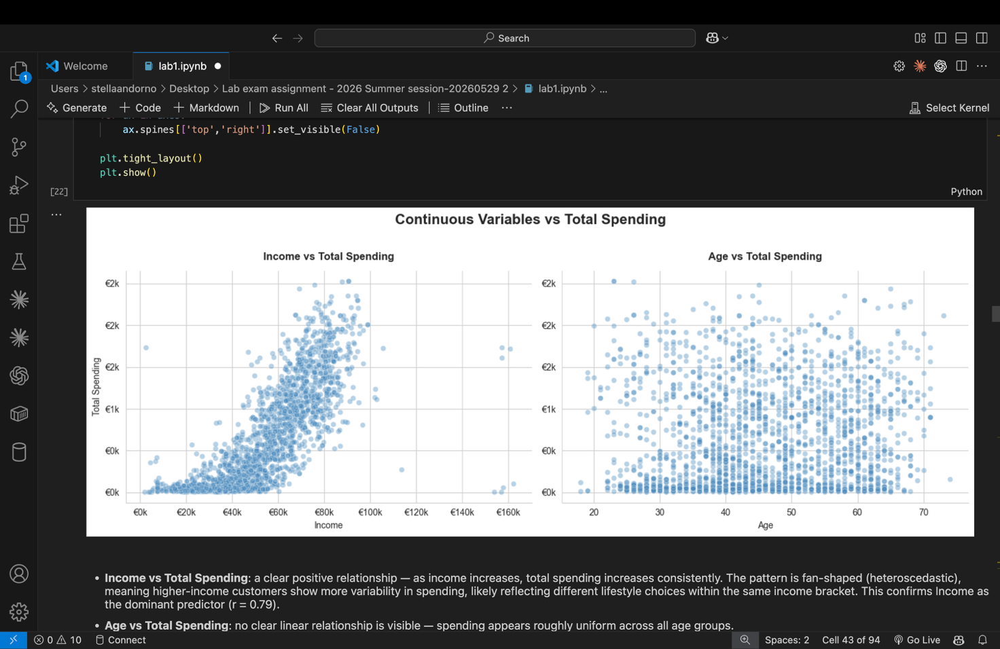 Search
1
Welcome
lab1.ipynb
Users > stellaandorno > Desktop > Lab exam assignment - 2026 Summer session-20260529 2 > lab1.ipynb > ...
Generate + Code + Markdown | Run All Clear All Outputs | Outline ... Select Kernel
ax.spines[['top','right']].set_visible(False)
plt.tight_layout()
plt.show()
[22]
Python
...
Continuous Variables vs Total Spending
Income vs Total Spending
€2k
€2k
€2k
€1k
€0k
€0k
Total Spending
€0k €20k €40k €60k €80k €100k €120k €140k €160k
Income
Age vs Total Spending
€2k
€2k
€2k
€1k
€0k
€0k
20 30 40 50 60 70
Age
• Income vs Total Spending: a clear positive relationship — as income increases, total spending increases consistently. The pattern is fan-shaped (heteroscedastic),
meaning higher-income customers show more variability in spending, likely reflecting different lifestyle choices within the same income bracket. This confirms Income as
the dominant predictor (r = 0.79).
• Age vs Total Spending: no clear linear relationship is visible — spending appears roughly uniform across all age groups.
0 10 Connect Spaces: 2 Cell 43 of 94 Go Live